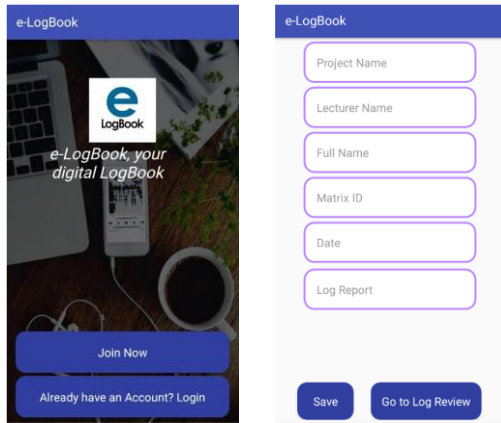 e-LogBook
e
LogBook
e-LogBook, your
digital LogBook
Join Now
Already have an Account? Login
e-LogBook
Project Name
Lecturer Name
Full Name
Matrix ID
Date
Log Report
Save
Go to Log Review